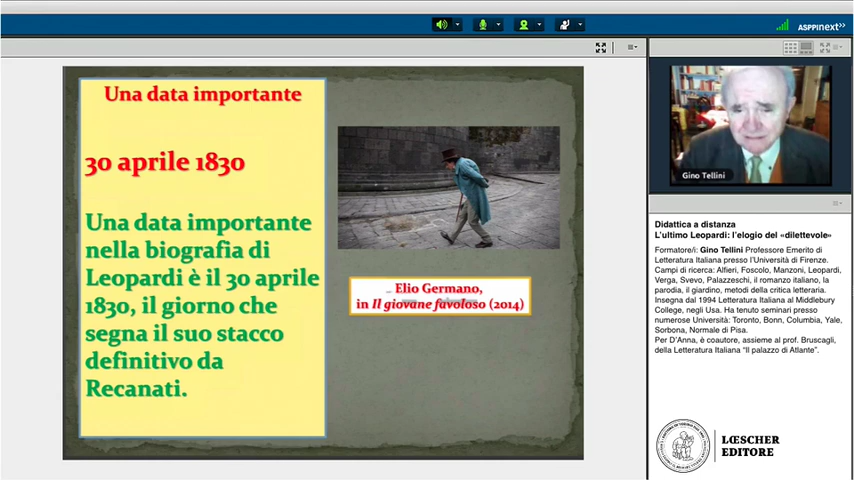 ASPPInext»
Una data importante
30 aprile 1830
Una data importante
nella biografia di
Leopardi è il 30 aprile
1830, il giorno che
segna il suo stacco
definitivo da
Recanati.
Elio Germano,
in Il giovane favoloso (2014)
Gino Tellini
Didattica a distanza
L'ultimo Leopardi: l'elogio del «dilettevole»
Formatore/i: Gino Tellini Professore Emerito di
Letteratura Italiana presso l'Università di Firenze.
Campi di ricerca: Alfieri, Foscolo, Manzoni, Leopardi,
Verga, Svevo, Palazzeschi, il romanzo italiano, la
parodia, il giardino, metodi della critica letteraria.
Insegna dal 1994 Letteratura Italiana al Middlebury
College, negli Usa. Ha tenuto seminari presso
numerose Università: Toronto, Bonn, Columbia, Yale,
Sorbona, Normale di Pisa.
Per D'Anna, è coautore, assieme al prof. Bruscagli,
della Letteratura Italiana "Il palazzo di Atlante".
LŒSCHER
EDITORE